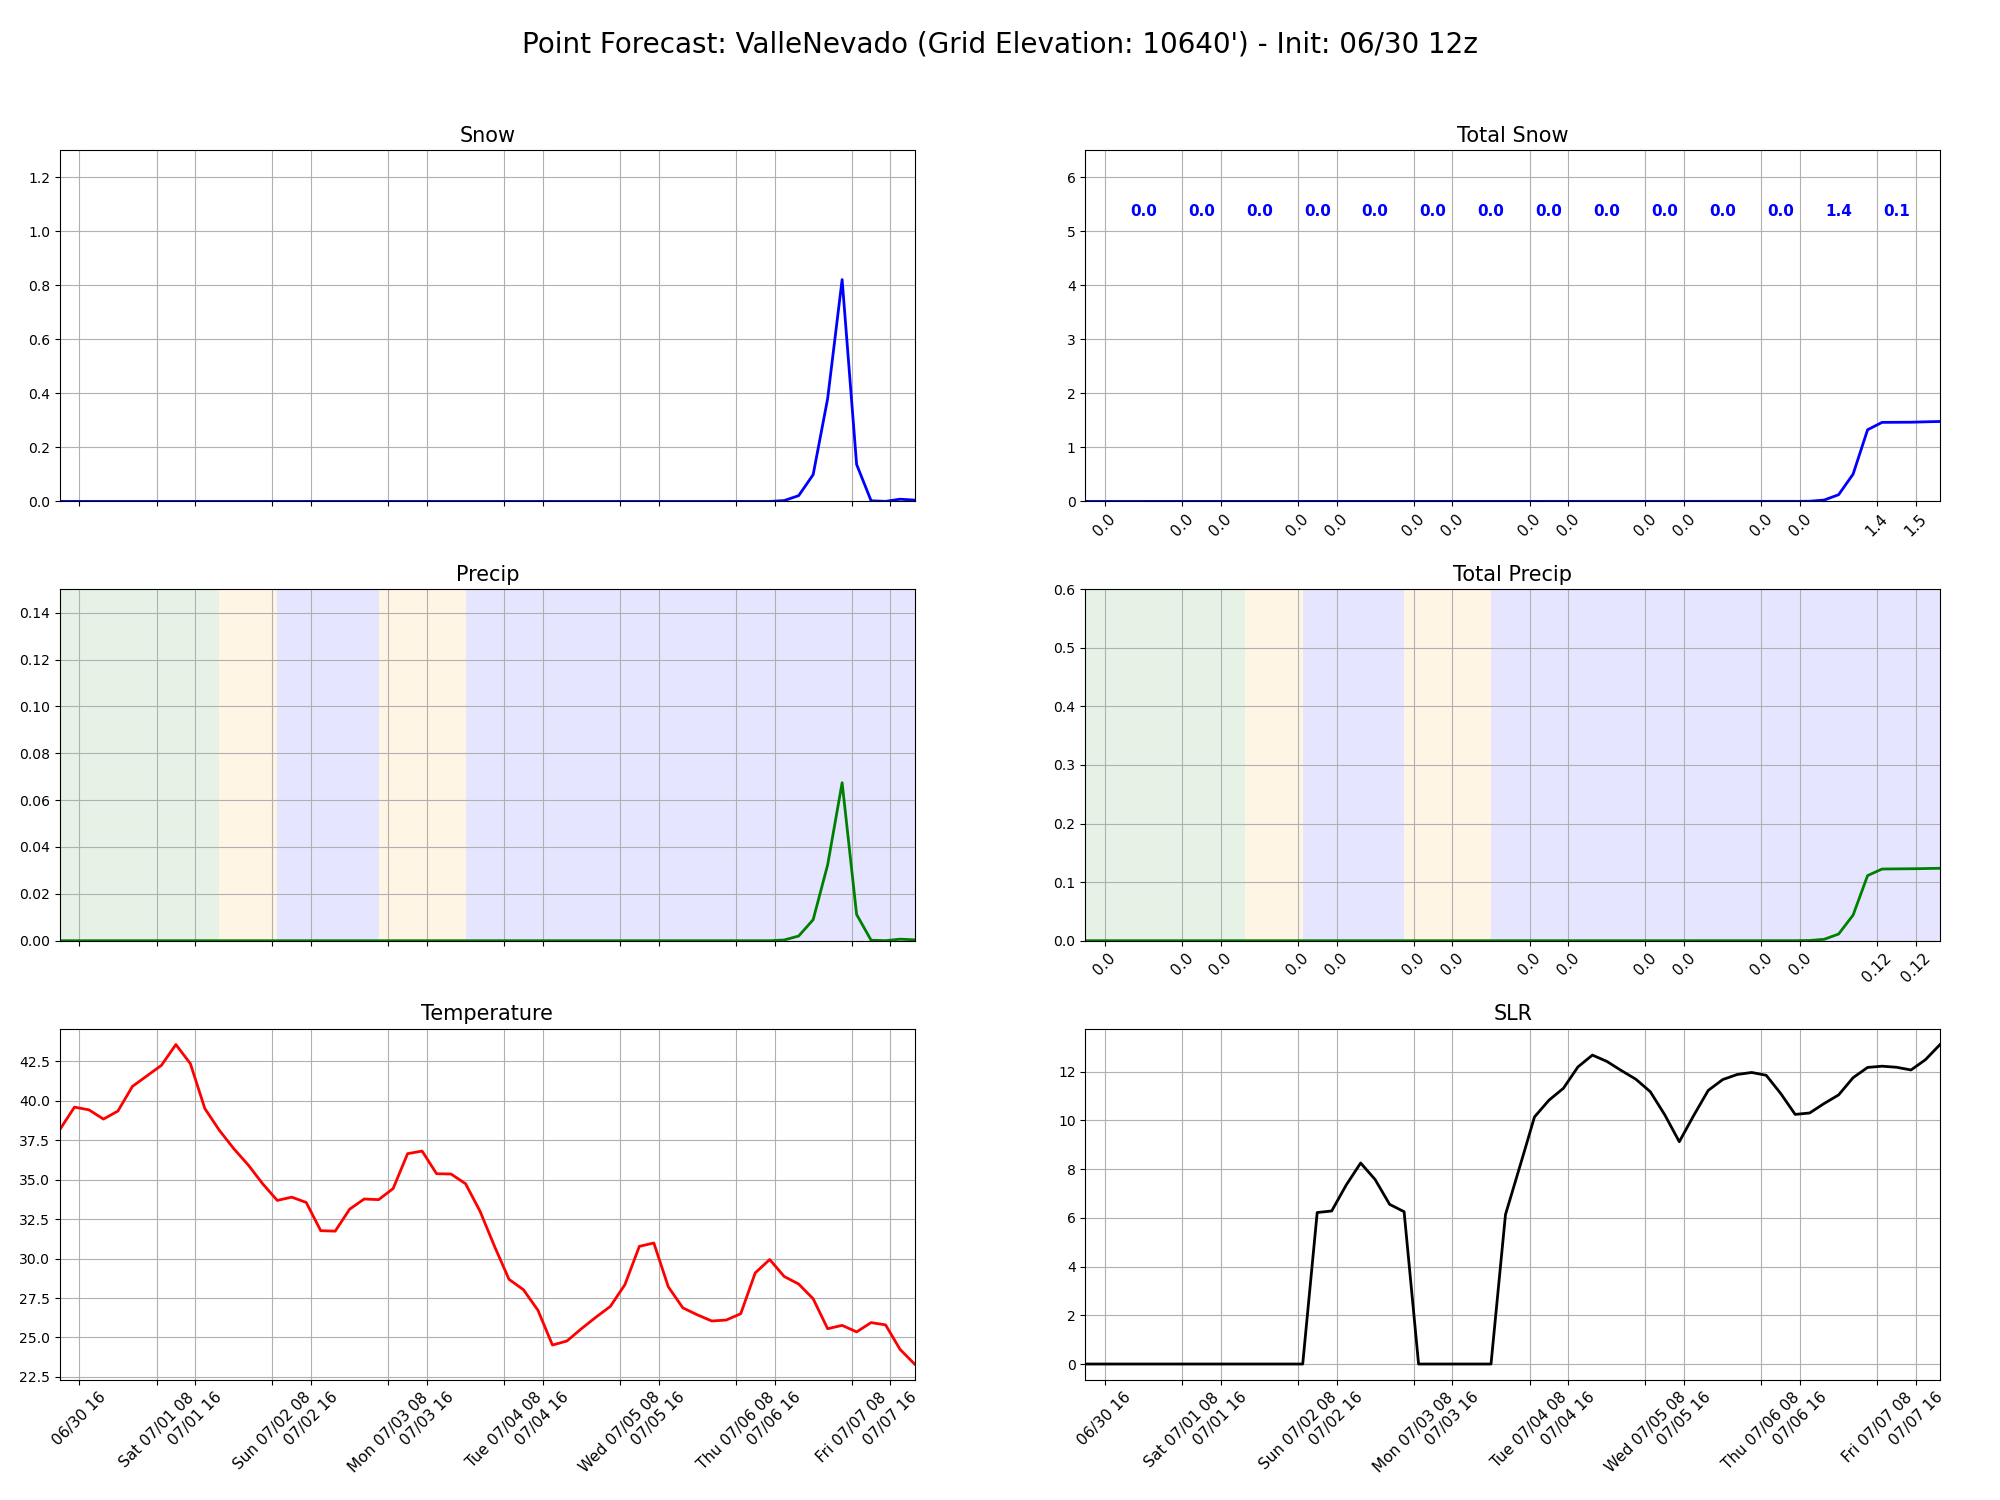 Point Forecast: ValleNevado (Grid Elevation: 10640') - Init: 06/30 12z
Snow
1.2
1.0
0.8
0.6
0.4
0.2
0.0
Total Snow
6
5
4
3
2
1
0
0.0 0.0 0.0 0.0 0.0 0.0 0.0 0.0 0.0 0.0 0.0 0.0 1.4 0.1
0.0 0.0 0.0 0.0 0.0 0.0 0.0 0.0 0.0 0.0 0.0 0.0 0.0 1.4 1.5
Precip
0.14
0.12
0.10
0.08
0.06
0.04
0.02
0.00
Total Precip
0.6
0.5
0.4
0.3
0.2
0.1
0.0
0.0 0.0 0.0 0.0 0.0 0.0 0.0 0.0 0.0 0.0 0.0 0.0 0.0 0.12 0.12
Temperature
42.5
40.0
37.5
35.0
32.5
30.0
27.5
25.0
22.5
06/30 16
Sat 07/01 08
07/01 16
Sun 07/02 08
07/02 16
Mon 07/03 08
07/03 16
Tue 07/04 08
07/04 16
Wed 07/05 08
07/05 16
Thu 07/06 08
07/06 16
Fri 07/07 08
07/07 16
SLR
12
10
8
6
4
2
0
06/30 16
Sat 07/01 08
07/01 16
Sun 07/02 08
07/02 16
Mon 07/03 08
07/03 16
Tue 07/04 08
07/04 16
Wed 07/05 08
07/05 16
Thu 07/06 08
07/06 16
Fri 07/07 08
07/07 16